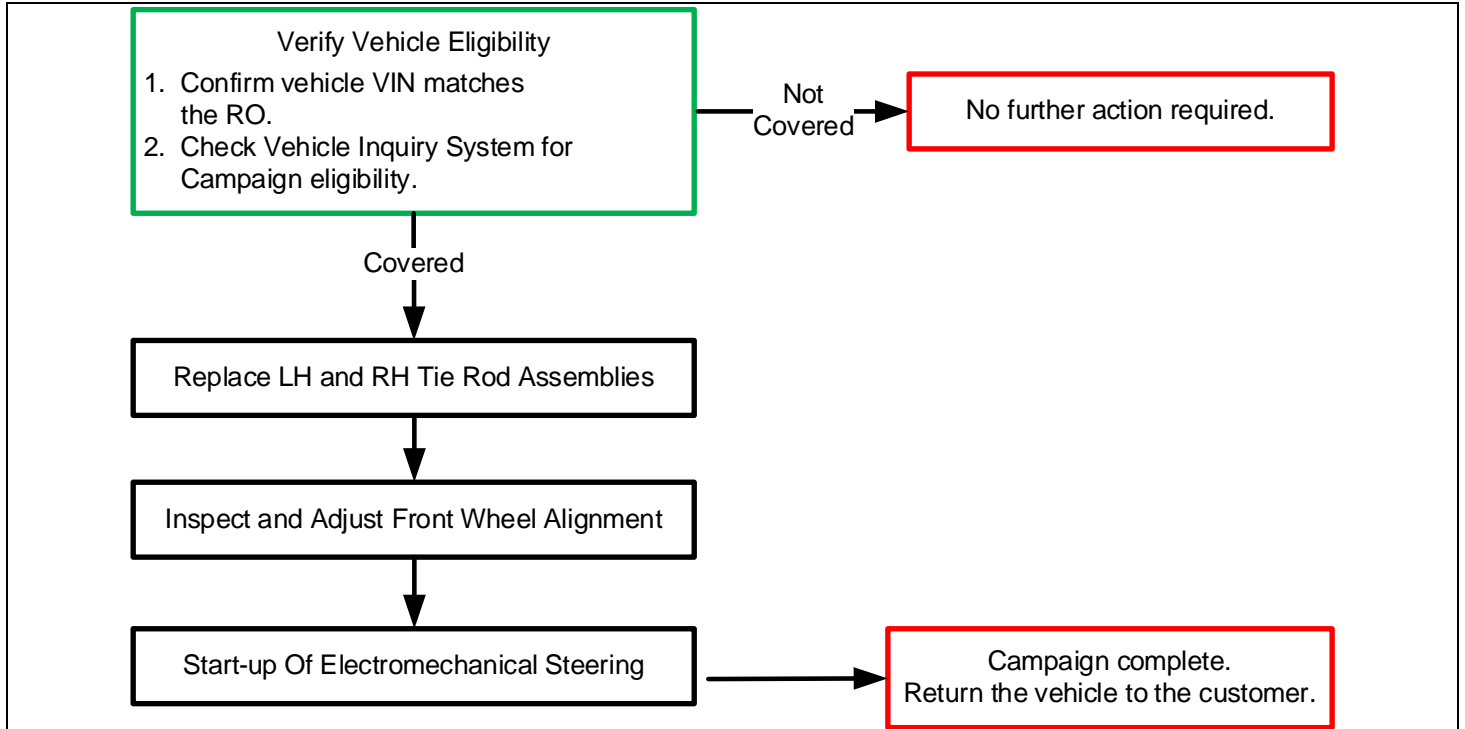 Verify Vehicle Eligibility
1. Confirm vehicle VIN matches
the RO.
2. Check Vehicle Inquiry System for
Campaign eligibility.
Not
Covered
No further action required.
Covered
Replace LH and RH Tie Rod Assemblies
Inspect and Adjust Front Wheel Alignment
Start-up Of Electromechanical Steering
Campaign complete.
Return the vehicle to the customer.